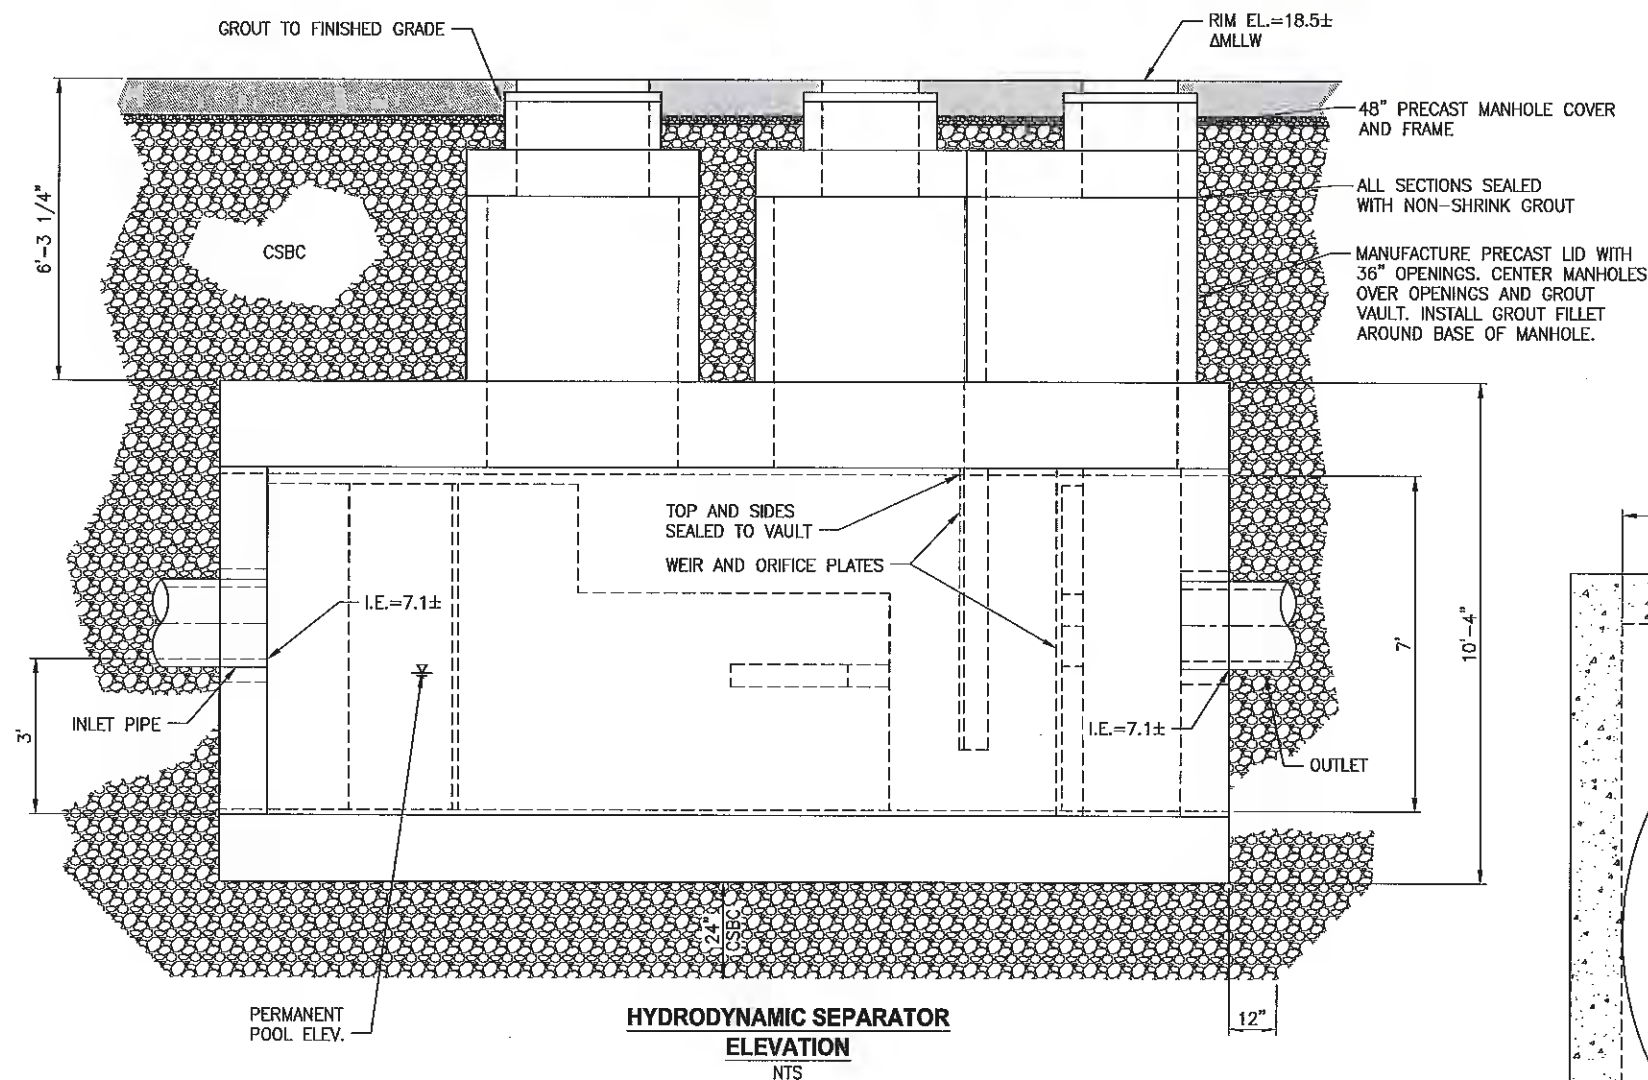 GROUT TO FINISHED GRADE
RIM EL.=18.5±
ΔMLLW
48" PRECAST MANHOLE COVER
AND FRAME
ALL SECTIONS SEALED
WITH NON-SHRINK GROUT
MANUFACTURE PRECAST LID WITH
36" OPENINGS. CENTER MANHOLES
OVER OPENINGS AND GROUT
VAULT. INSTALL GROUT FILLET
AROUND BASE OF MANHOLE.
6'-3 1/4"
CSBC
TOP AND SIDES
SEALED TO VAULT
WEIR AND ORIFICE PLATES
I.E.=7.1±
7'
10'-4"
INLET PIPE
3'
I.E.=7.1±
OUTLET
24"
CSBC
PERMANENT
POOL ELEV.
12"
HYDRODYNAMIC SEPARATOR
ELEVATION
NTS